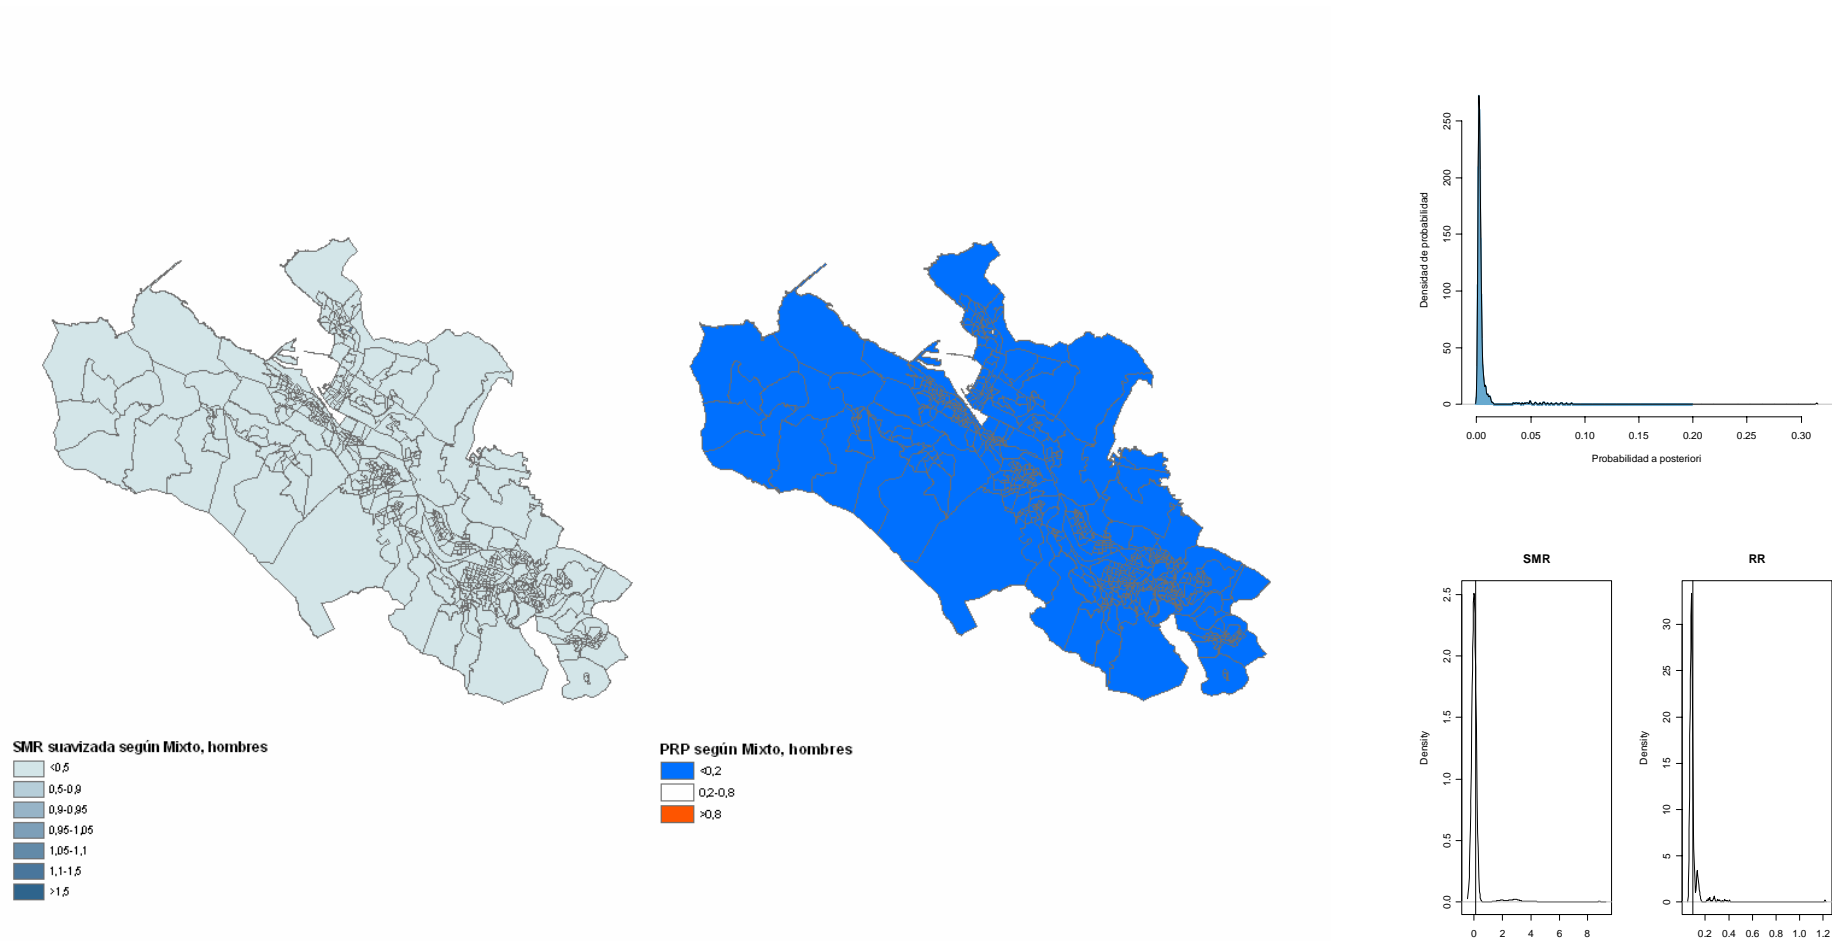 SMR suavizada según Mixto, hombres
<0,5
0,5-0,9
0,9-0,95
0,95-1,05
1,05-1,1
1,1-1,5
>1,5
PRP según Mixto, hombres
<0,2
0,2-0,8
>0,8
Densidad de probabilidad
250
200
150
100
50
0
0.00 0.05 0.10 0.15 0.20 0.25 0.30
Probabilidad a posteriori
SMR
Density
2.5
2.0
1.5
1.0
0.5
0.0
0 2 4 6 8
RR
Density
30
25
20
15
10
5
0
0.2 0.4 0.6 0.8 1.0 1.2